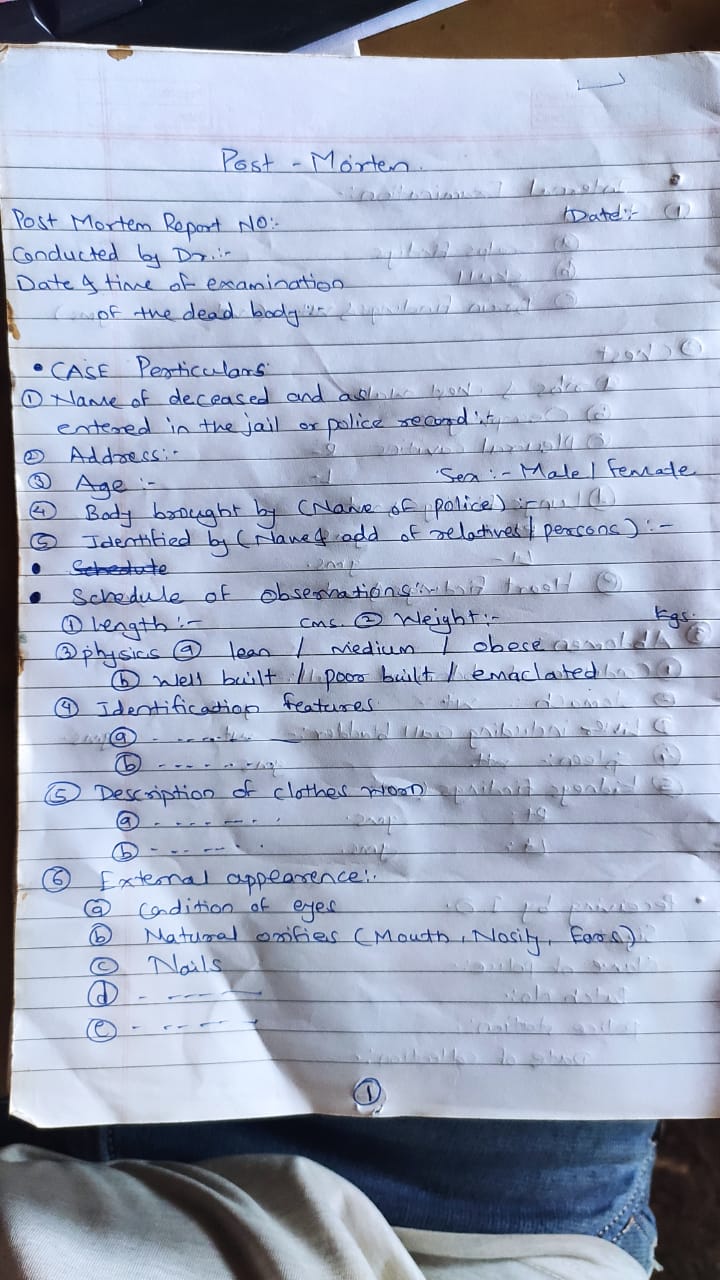 Post - Morten
Post Mortem Report No:- Date:-
Conducted by Dr.:-
Date & time of examination
of the dead body:-
• CASE Perticulars:
① Name of deceased and as
entered in the jail or police record:-
② Address:-
③ Age :- Sex :- Male / female
④ Body brought by (Name of police) :-
⑤ Identified by (Name & add of relatives / persons) :-
• Schedule
• Schedule of observations:-
① Length :- cms. ② Weight:- kgs.
③ physics ⓐ lean / Medium / obese
ⓑ Well built // poor built // emaclated
④ Identification features
ⓐ - - - - -
ⓑ - - - - -
⑤ Description of clothes woon
ⓐ - - - - -
ⓑ - - - - -
⑥ External appearence:-
ⓐ Condition of eyes
ⓑ Natural orifies (Mouth, Nosity, Ears)
ⓒ Nails
ⓓ - - - - -
ⓔ - - - - -
①